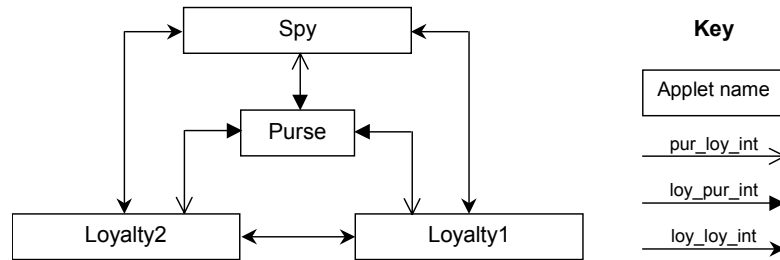 Spy
Key
Applet name
Purse
pur_loy_int
loy_pur_int
Loyalty2
Loyalty1
loy_loy_int